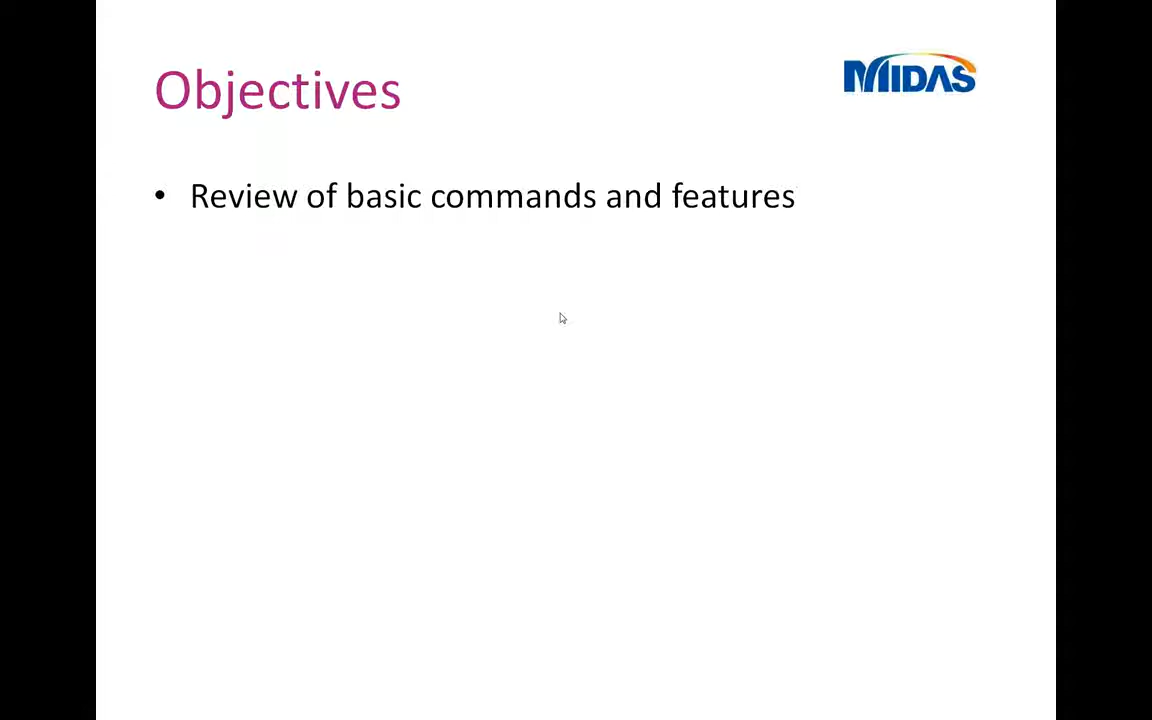 Objectives
MIDAS
• Review of basic commands and features